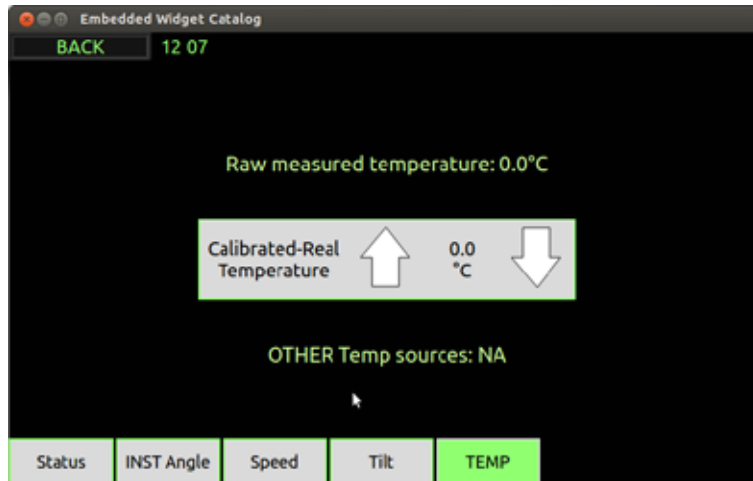 Embedded Widget Catalog
BACK 12 07
Raw measured temperature: 0.0°C
Calibrated-Real
Temperature
0.0
°C
OTHER Temp sources: NA
Status INST Angle Speed Tilt TEMP